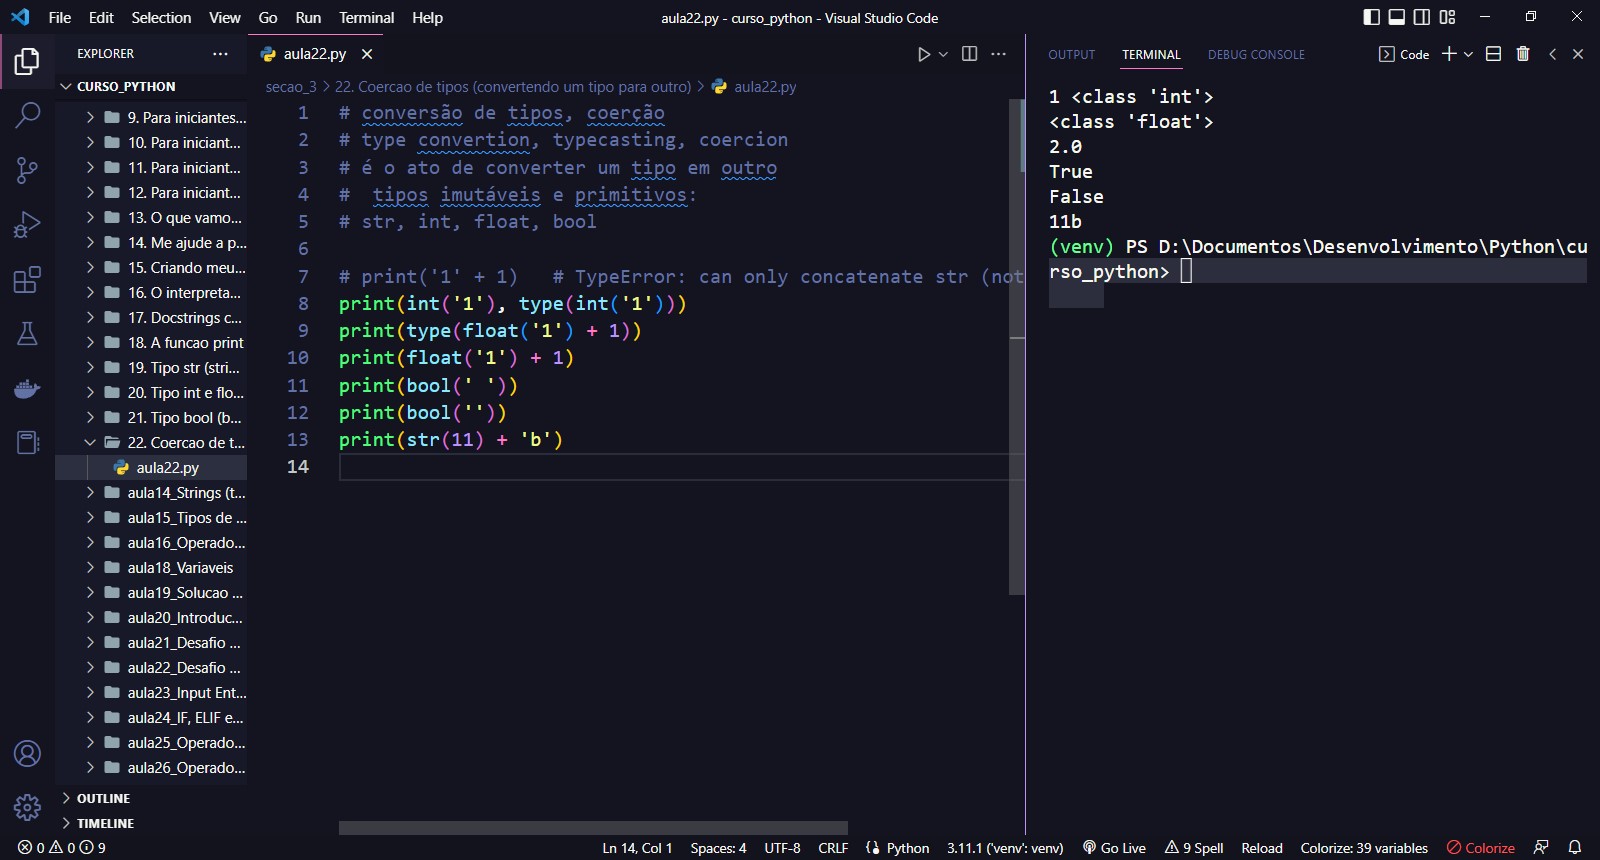 File Edit Selection View Go Run Terminal Help
aula22.py - curso_python - Visual Studio Code
EXPLORER
CURSO_PYTHON
9. Para iniciantes...
10. Para iniciant...
11. Para iniciant...
12. Para iniciant...
13. O que vamo...
14. Me ajude a p...
15. Criando meu...
16. O interpreta...
17. Docstrings c...
18. A funcao print
19. Tipo str (stri...
20. Tipo int e flo...
21. Tipo bool (b...
22. Coercao de t...
aula22.py
aula14_Strings (t...
aula15_Tipos de ...
aula16_Operado...
aula18_Variaveis
aula19_Solucao ...
aula20_Introduc...
aula21_Desafio ...
aula22_Desafio ...
aula23_Input Ent...
aula24_IF, ELIF e...
aula25_Operado...
aula26_Operado...
OUTLINE
TIMELINE
aula22.py
secao_3 > 22. Coercao de tipos (convertendo um tipo para outro) > aula22.py
1 # conversão de tipos, coerção
2 # type convertion, typecasting, coercion
3 # é o ato de converter um tipo em outro
4 #  tipos imutáveis e primitivos:
5 # str, int, float, bool
6
7 # print('1' + 1)   # TypeError: can only concatenate str (not
8 print(int('1'), type(int('1')))
9 print(type(float('1') + 1))
10 print(float('1') + 1)
11 print(bool(' '))
12 print(bool(''))
13 print(str(11) + 'b')
14
OUTPUT TERMINAL DEBUG CONSOLE Code
1 <class 'int'>
<class 'float'>
2.0
True
False
11b
(venv) PS D:\Documentos\Desenvolvimento\Python\cu
rso_python>
0 0 9 Ln 14, Col 1 Spaces: 4 UTF-8 CRLF Python 3.11.1 ('venv': venv) Go Live 9 Spell Reload Colorize: 39 variables Colorize